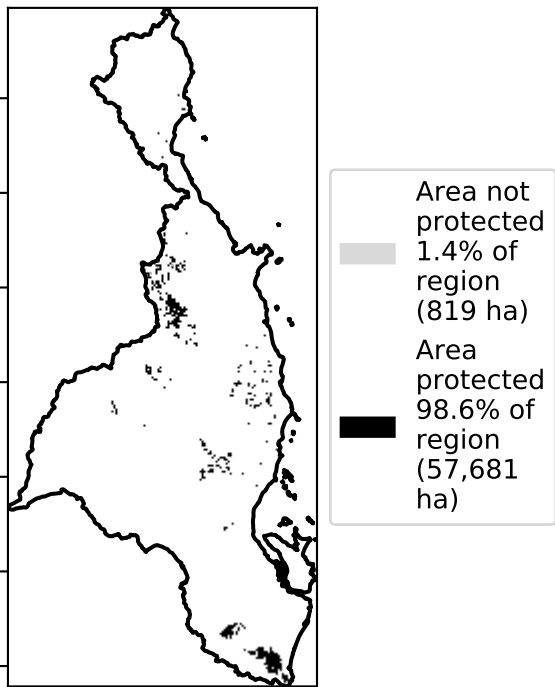 Area not
protected
1.4% of
region
(819 ha)
Area
protected
98.6% of
region
(57,681
ha)